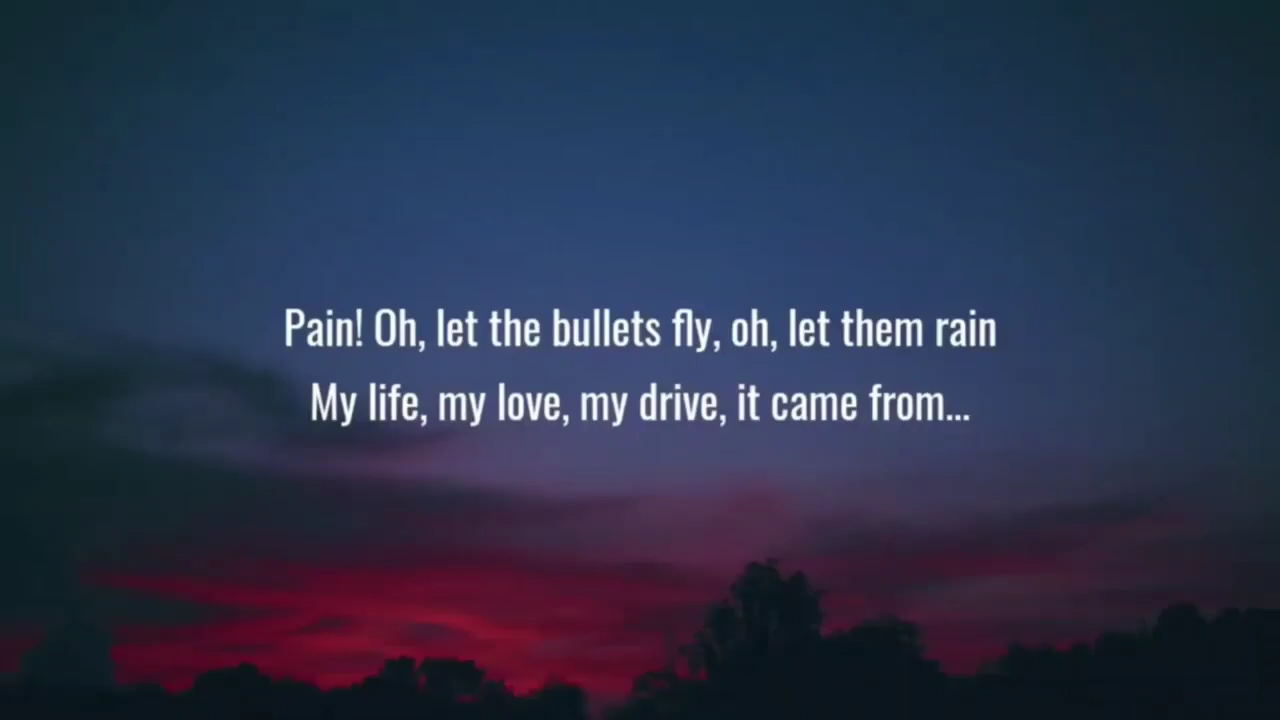 Pain! Oh, let the bullets fly, oh, let them rain
My life, my love, my drive, it came from...